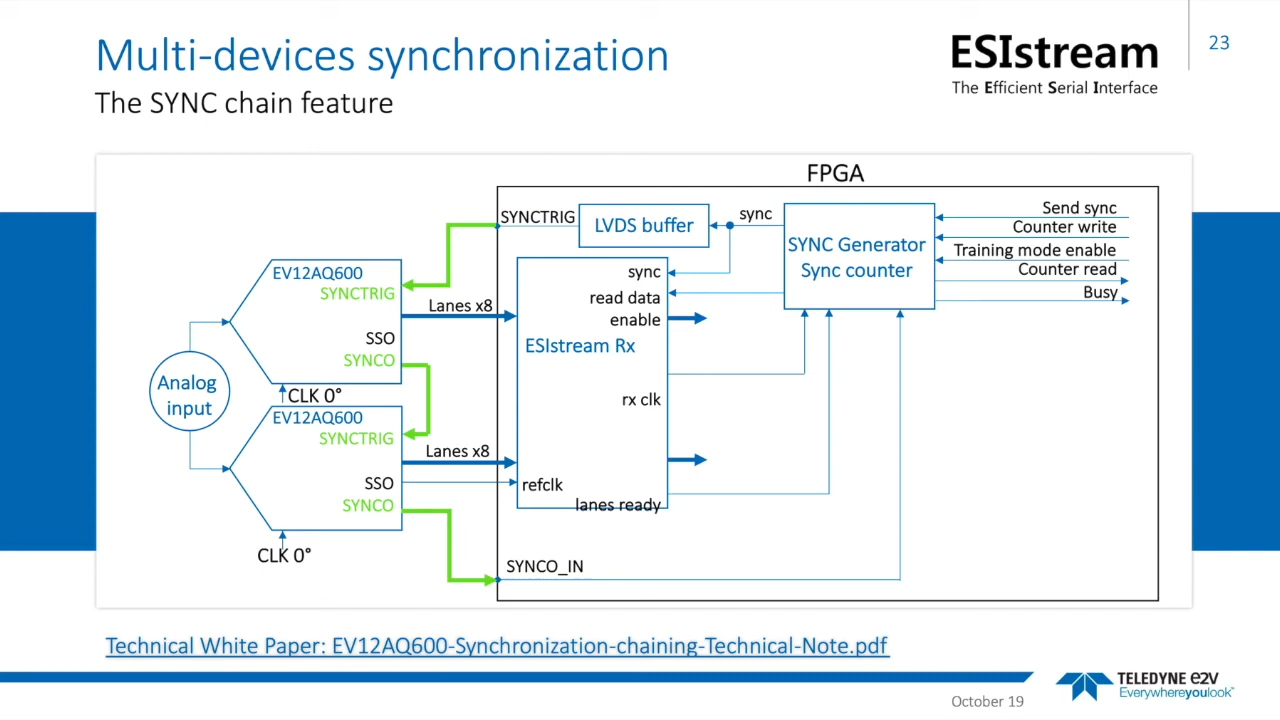 Multi-devices synchronization
The SYNC chain feature
ESIstream
The Efficient Serial Interface
23
FPGA
SYNCTRIG
LVDS buffer
sync
SYNC Generator
Sync counter
Send sync
Counter write
Training mode enable
Counter read
Busy
EV12AQ600
SYNCTRIG
SSO
SYNCO
CLK 0°
Lanes x8
sync
read data
enable
ESIstream Rx
rx clk
refclk
lanes ready
Analog
input
EV12AQ600
SYNCTRIG
SSO
SYNCO
CLK 0°
Lanes x8
SYNCO_IN
Technical White Paper: EV12AQ600-Synchronization-chaining-Technical-Note.pdf
October 19
TELEDYNE e2v
Everywhereyoulook™